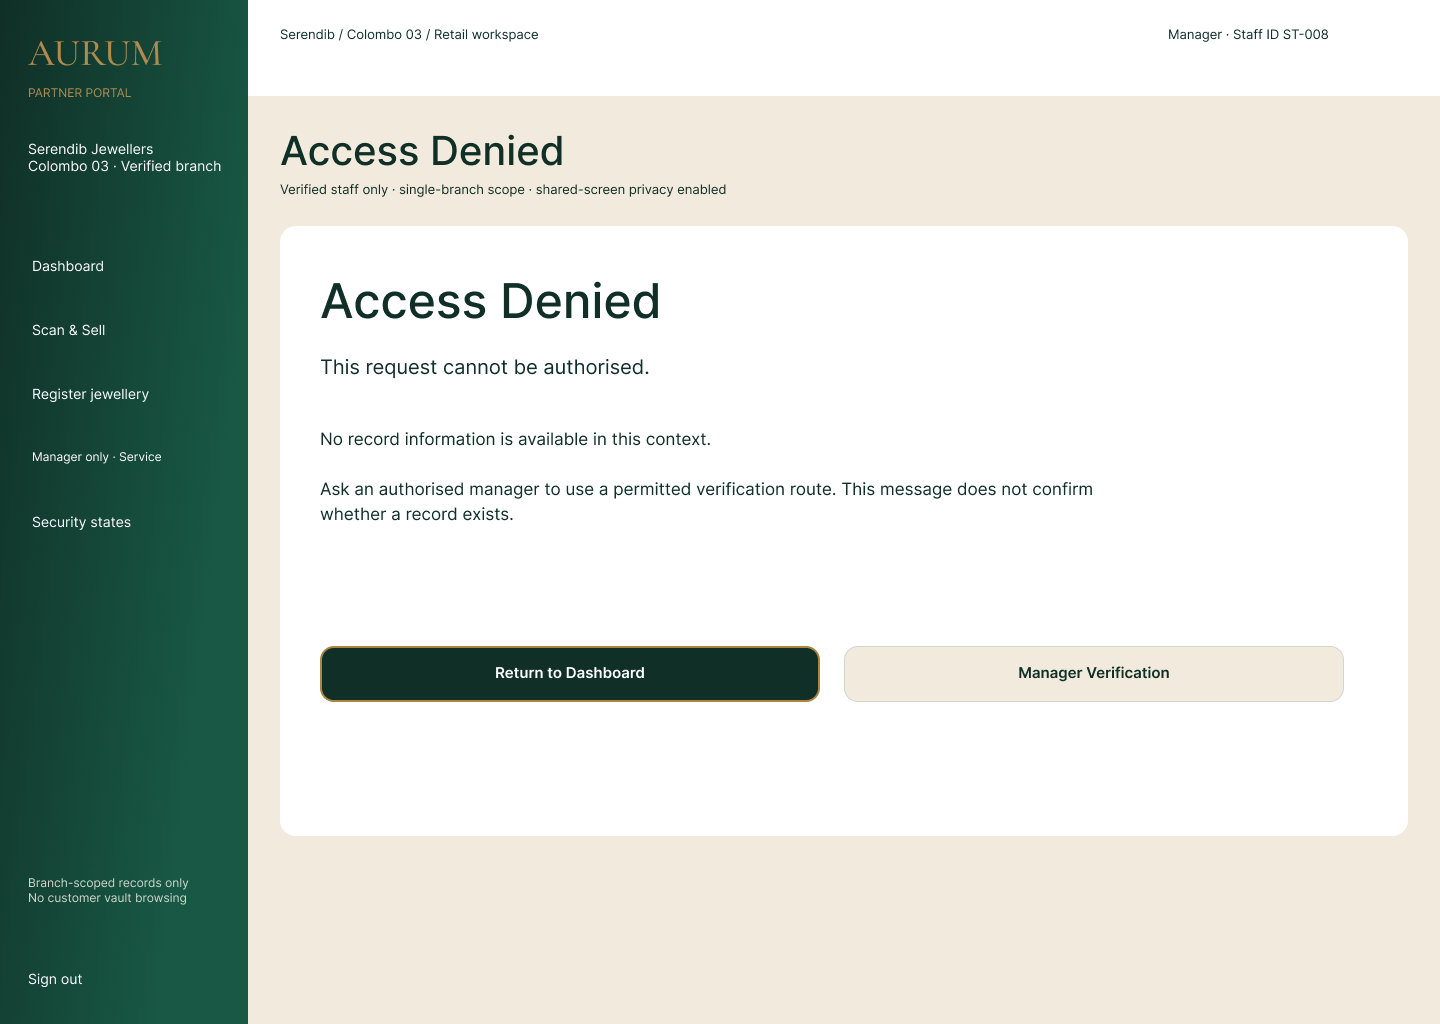 AURUM
PARTNER PORTAL
Serendib Jewellers
Colombo 03 · Verified branch
Dashboard
Scan & Sell
Register jewellery
Manager only · Service
Security states
Branch-scoped records only
No customer vault browsing
Sign out
Serendib / Colombo 03 / Retail workspace
Manager · Staff ID ST-008
Access Denied
Verified staff only · single-branch scope · shared-screen privacy enabled
Access Denied
This request cannot be authorised.
No record information is available in this context.
Ask an authorised manager to use a permitted verification route. This message does not confirm
whether a record exists.
Return to Dashboard
Manager Verification